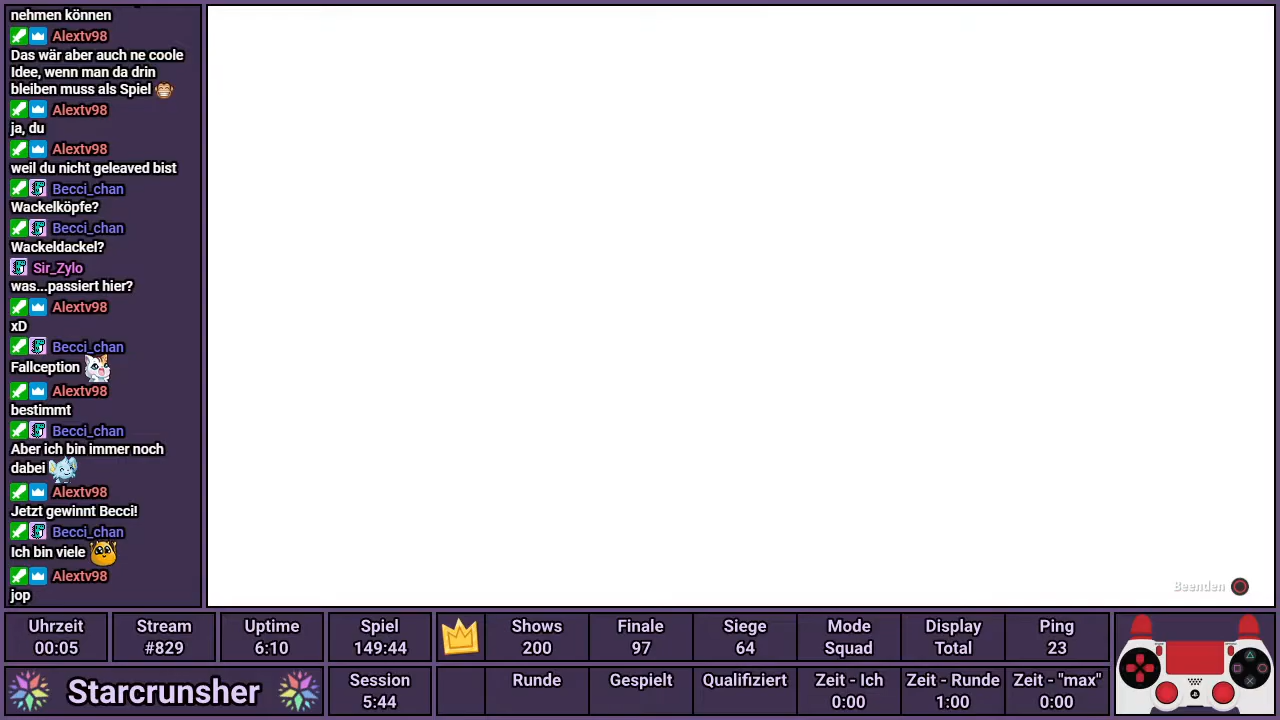 nehmen können
Alextv98
Das wär aber auch ne coole
Idee, wenn man da drin
bleiben muss als Spiel
Alextv98
ja, du
Alextv98
weil du nicht geleaved bist
Becci_chan
Wackelköpfe?
Becci_chan
Wackeldackel?
Sir_Zylo
was...passiert hier?
Alextv98
xD
Becci_chan
Fallception
Alextv98
bestimmt
Becci_chan
Aber ich bin immer noch
dabei
Alextv98
Jetzt gewinnt Becci!
Becci_chan
Ich bin viele
Alextv98
jop
Beenden
Uhrzeit
00:05
Stream
#829
Uptime
6:10
Spiel
149:44
Shows
200
Finale
97
Siege
64
Mode
Squad
Display
Total
Ping
23
Starcrunsher
Session
5:44
Runde
Gespielt
Qualifiziert
Zeit - Ich
0:00
Zeit - Runde
1:00
Zeit - "max"
0:00